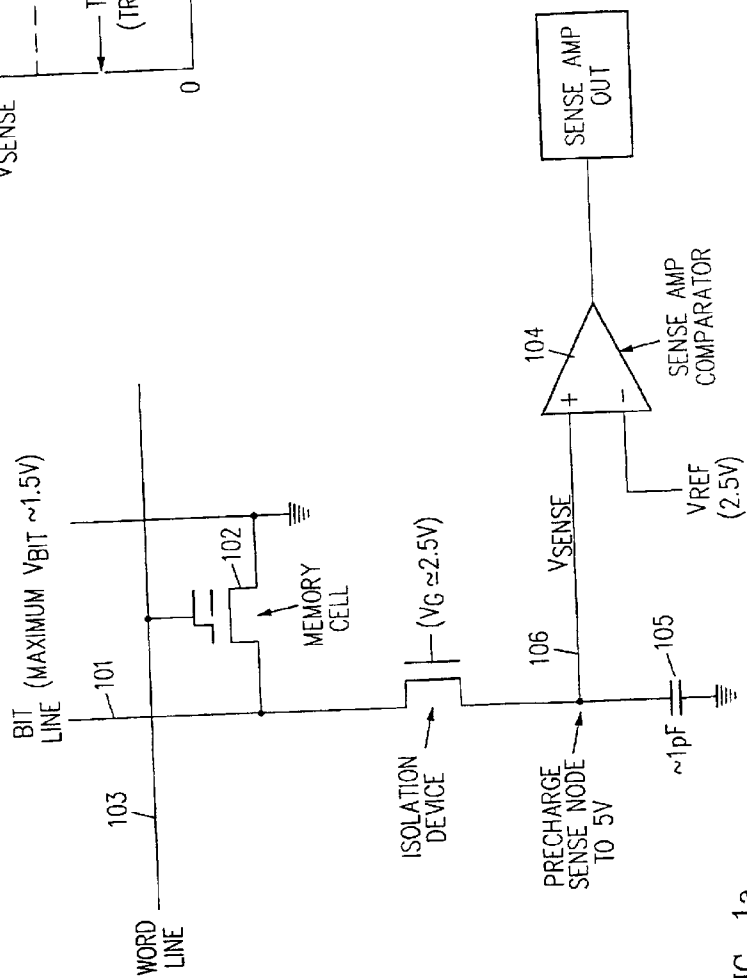 VSENSE
0
BIT
LINE
(MAXIMUM VBIT ~1.5V)
101
103
WORD
LINE
102
MEMORY
CELL
ISOLATION
DEVICE
(VG ≃2.5V)
PRECHARGE
SENSE NODE
TO 5V
106
VSENSE
105
~1pF
104
+
−
VREF
(2.5V)
SENSE AMP
COMPARATOR
SENSE AMP
OUT
1a